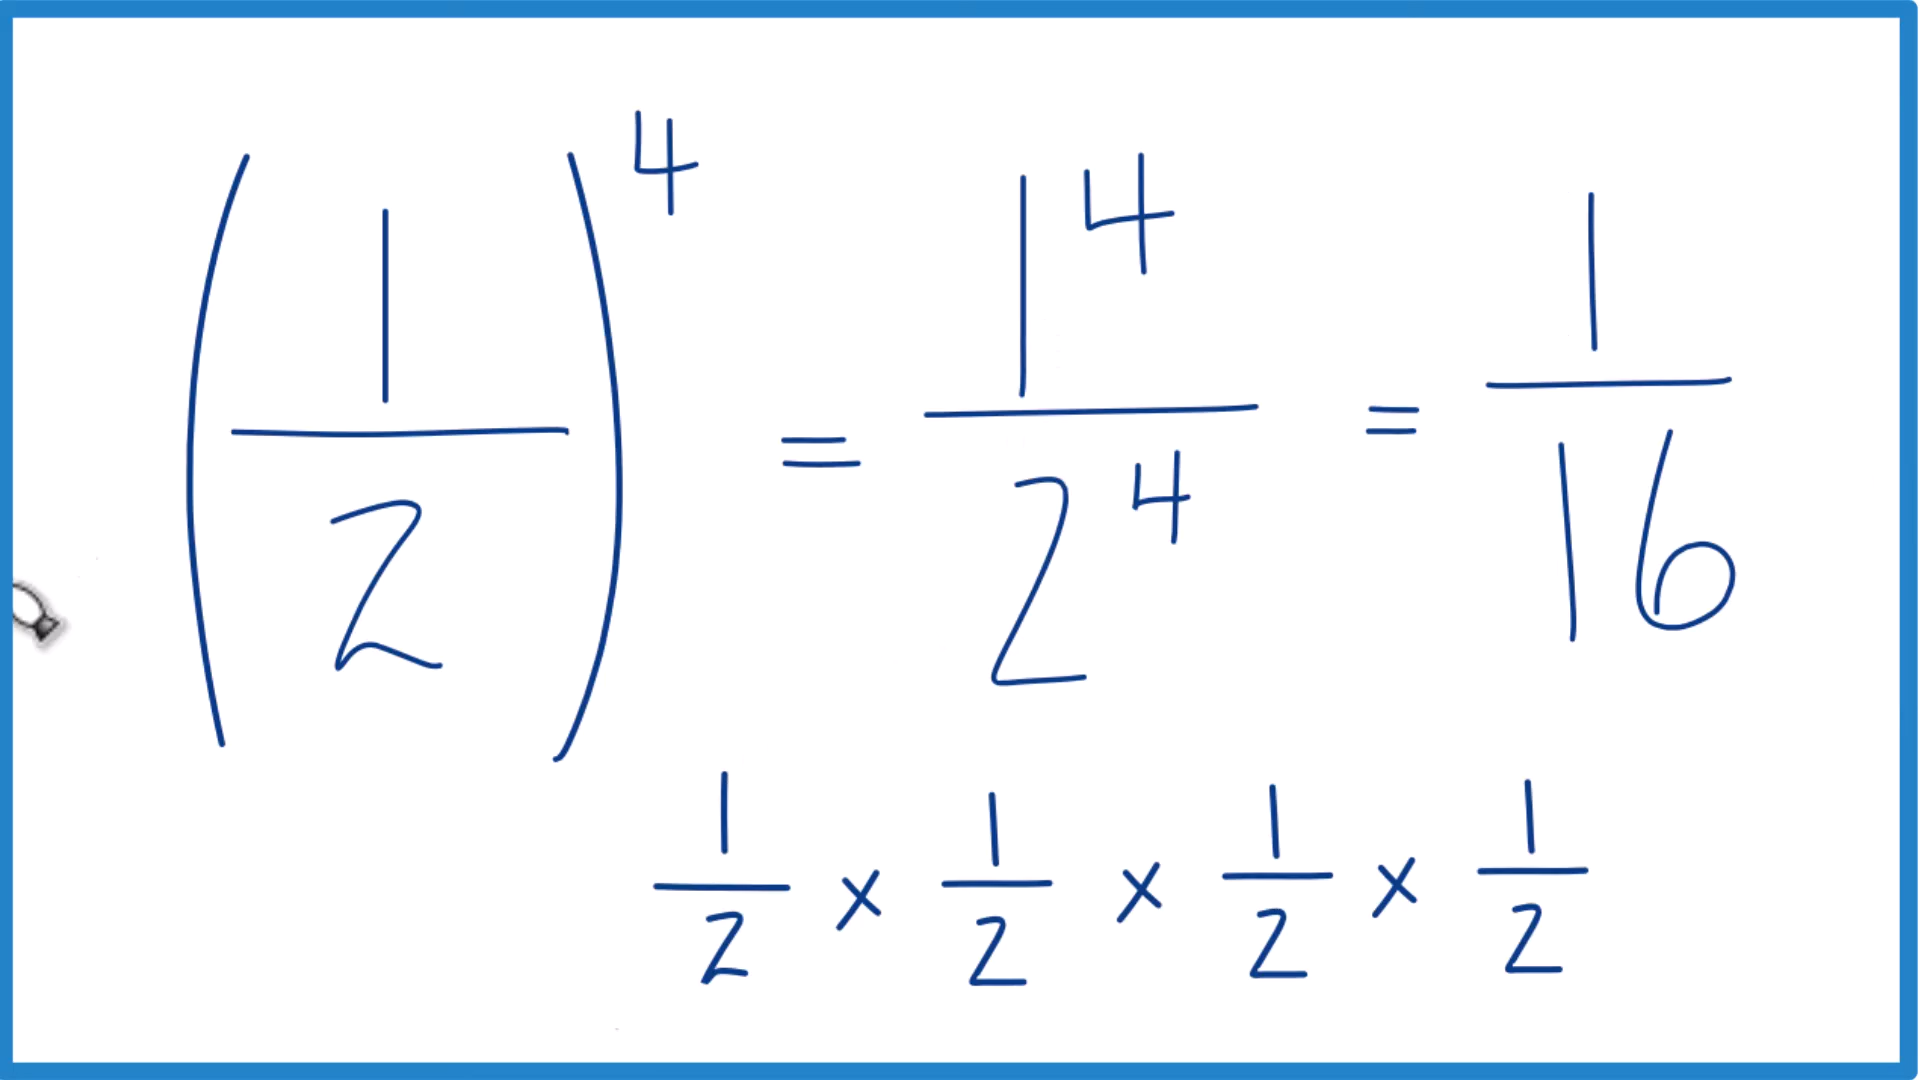 (1/2)^4 = 1^4/2^4 = 1/16
1/2 × 1/2 × 1/2 × 1/2